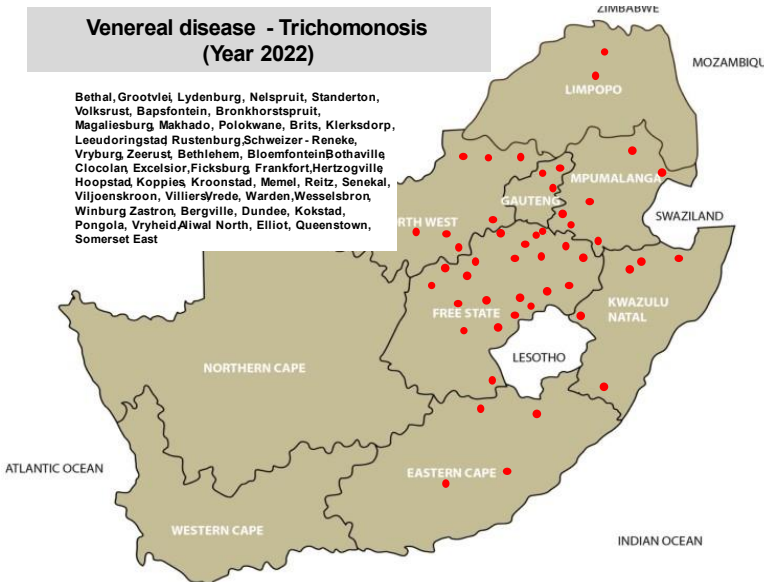 Venereal disease - Trichomonosis
(Year 2022)
ZIMBABWE
MOZAMBIQU
LIMPOPO
Bethal, Grootvlei, Lydenburg, Nelspruit, Standerton,
Volksrust, Bapsfontein, Bronkhorstspruit,
Magaliesburg, Makhado, Polokwane, Brits, Klerksdorp,
Leeudoringstad, Rustenburg, Schweizer - Reneke,
Vryburg, Zeerust, Bethlehem, Bloemfontein, Bothaville,
Clocolan, Excelsior, Ficksburg, Frankfort, Hertzogville,
Hoopstad, Koppies, Kroonstad, Memel, Reitz, Senekal,
Viljoenskroon, Villiers, Vrede, Warden, Wesselsbron,
Winburg, Zastron, Bergville, Dundee, Kokstad,
Pongola, Vryheid, Aliwal North, Elliot, Queenstown,
Somerset East
MPUMALANGA
GAUTENG
SWAZILAND
RTH WEST
KWAZULU
NATAL
FREE STATE
LESOTHO
NORTHERN CAPE
ATLANTIC OCEAN
EASTERN CAPE
WESTERN CAPE
INDIAN OCEAN